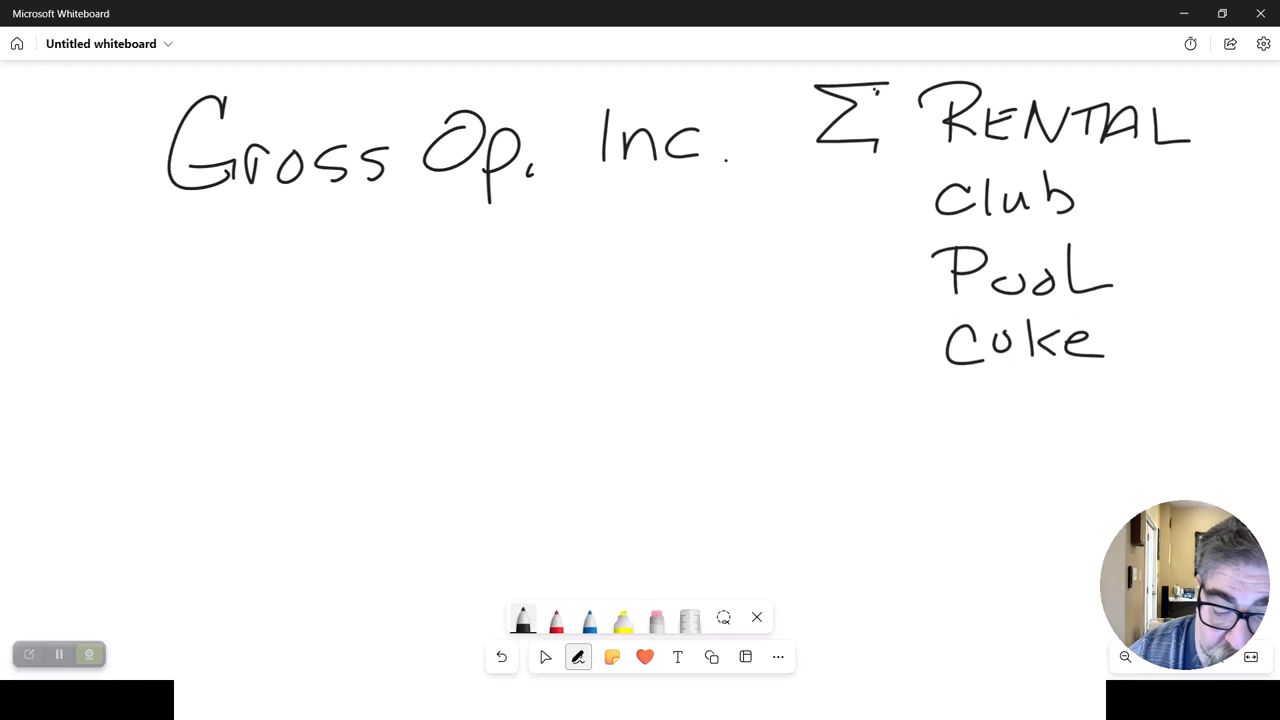 Microsoft Whiteboard
Untitled whiteboard
Gross Op. Inc. Σ RENTAL
Club
Pool
Coke